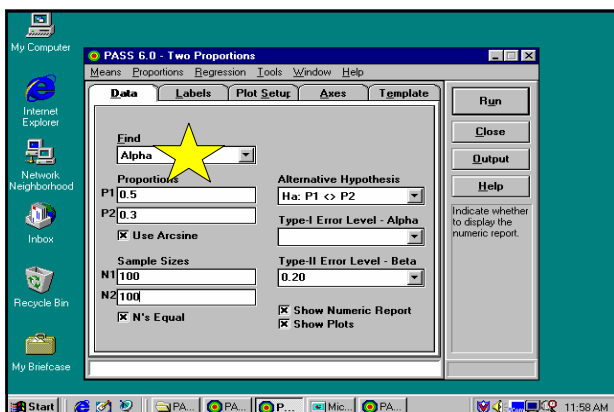 My Computer
PASS 6.0 - Two Proportions
Means Proportions Regression Tools Window Help
Data Labels Plot Setup Axes Template
Run
Close
Output
Help
Indicate whether
to display the
numeric report.
Find
Alpha
Proportions
P1 0.5
P2 0.3
Use Arcsine
Sample Sizes
N1 100
N2 100
N's Equal
Alternative Hypothesis
Ha: P1 <> P2
Type-I Error Level - Alpha
Type-II Error Level - Beta
0.20
Show Numeric Report
Show Plots
Internet
Explorer
Network
Neighborhood
Inbox
Recycle Bin
My Briefcase
Start PA... PA... P... Mic... PA... 11:58 AM